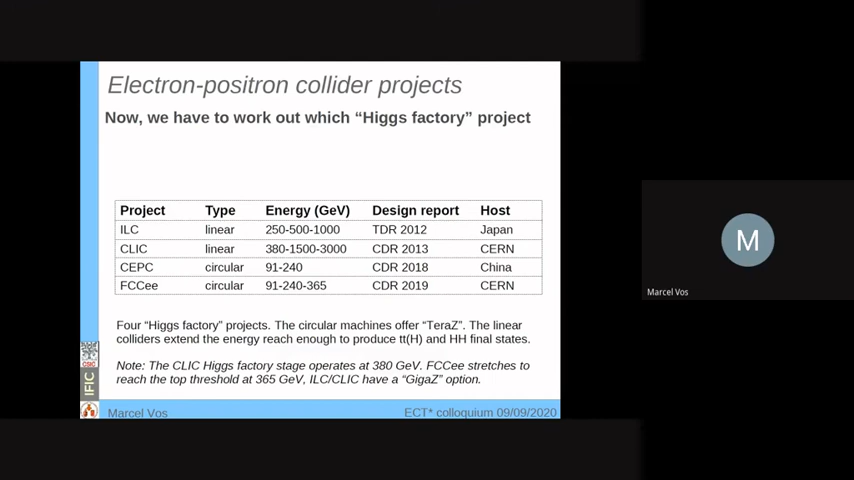 Electron-positron collider projects
Now, we have to work out which “Higgs factory” project
Project Type Energy (GeV) Design report Host
ILC linear 250-500-1000 TDR 2012 Japan
CLIC linear 380-1500-3000 CDR 2013 CERN
CEPC circular 91-240 CDR 2018 China
FCCee circular 91-240-365 CDR 2019 CERN
Four “Higgs factory” projects. The circular machines offer “TeraZ”. The linear
colliders extend the energy reach enough to produce tt(H) and HH final states.
Note: The CLIC Higgs factory stage operates at 380 GeV. FCCee stretches to
reach the top threshold at 365 GeV, ILC/CLIC have a “GigaZ” option.
CSIC
IFIC
Marcel Vos
ECT* colloquium 09/09/2020
M
Marcel Vos